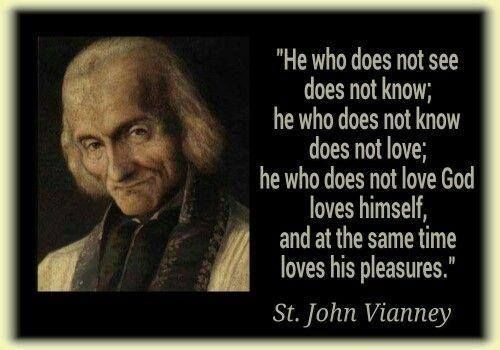 "He who does not see
does not know;
he who does not know
does not love;
he who does not love God
loves himself,
and at the same time
loves his pleasures."
St. John Vianney